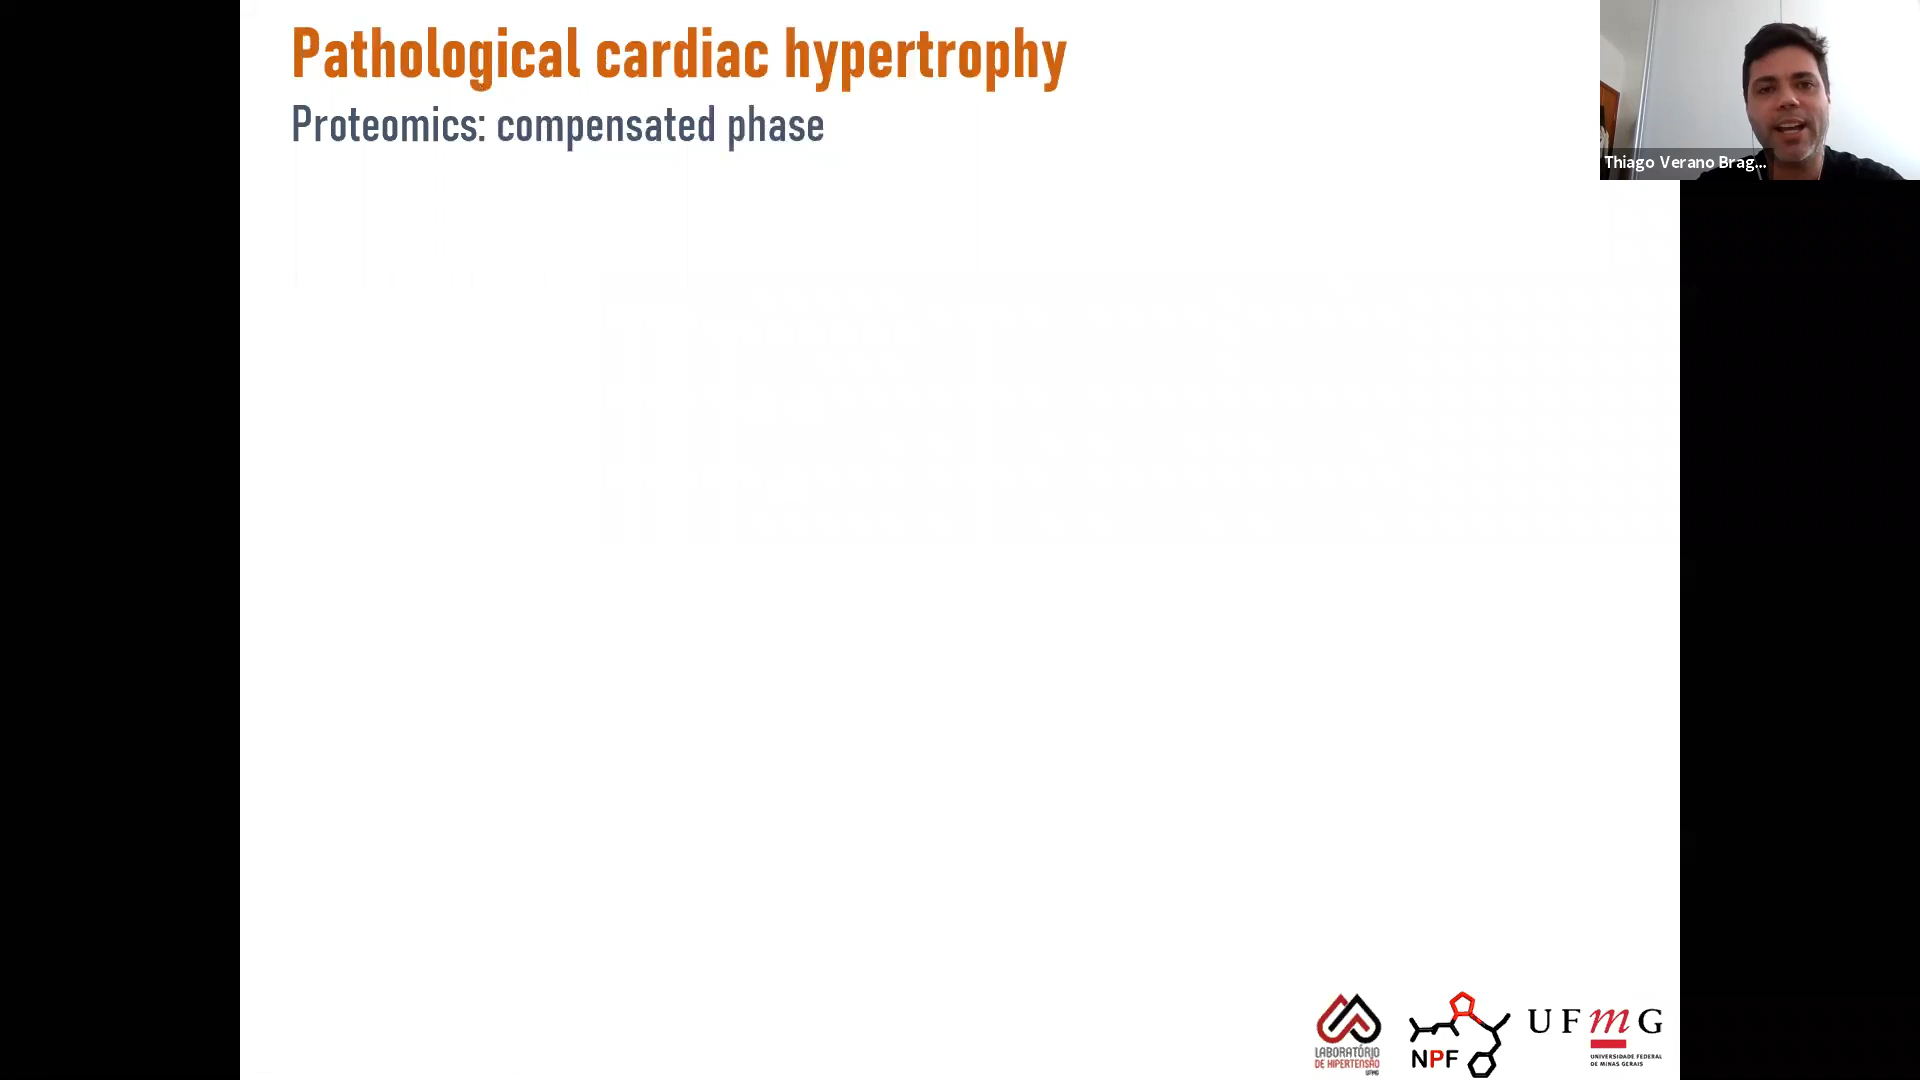 Pathological cardiac hypertrophy
Proteomics: compensated phase
Thiago Verano Brag...
LABORATÓRIO
DE HIPERTENSÃO
UFMG
NPF
UFmG
UNIVERSIDADE FEDERAL
DE MINAS GERAIS